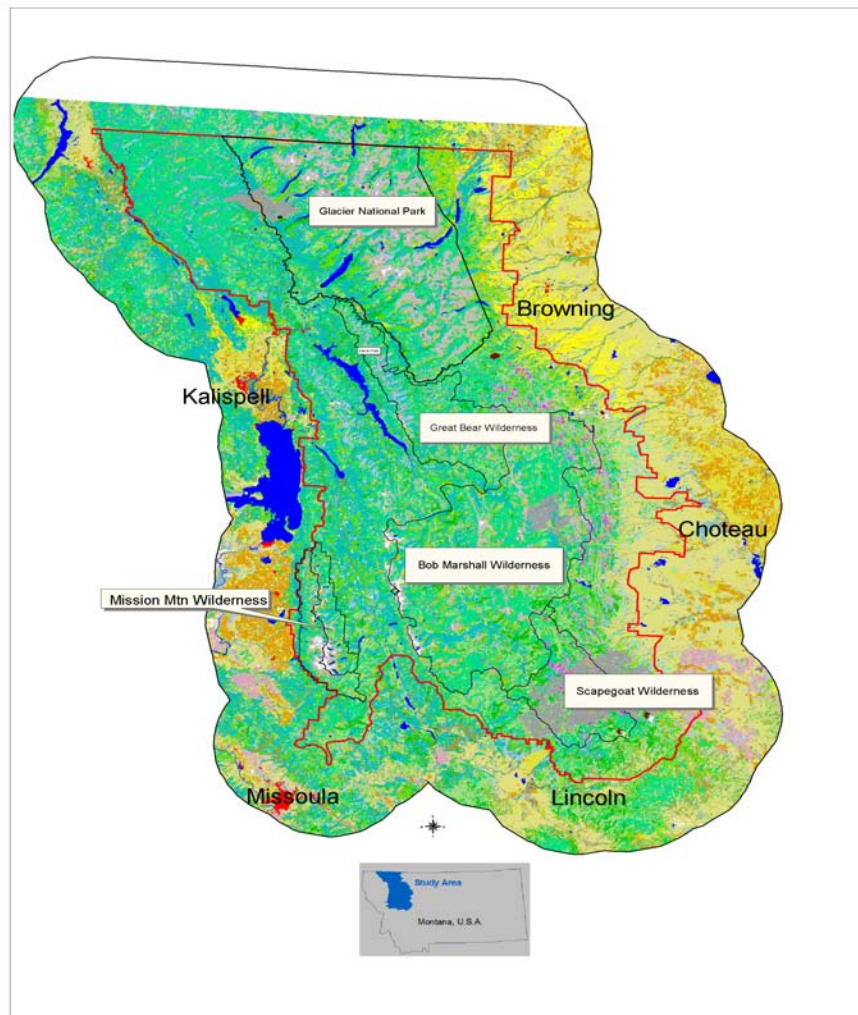 Glacier National Park
Browning
Kalispell
Great Bear Wilderness
Choteau
Bob Marshall Wilderness
Mission Mtn Wilderness
Scapegoat Wilderness
Missoula
Lincoln
Study Area
Montana, U.S.A.